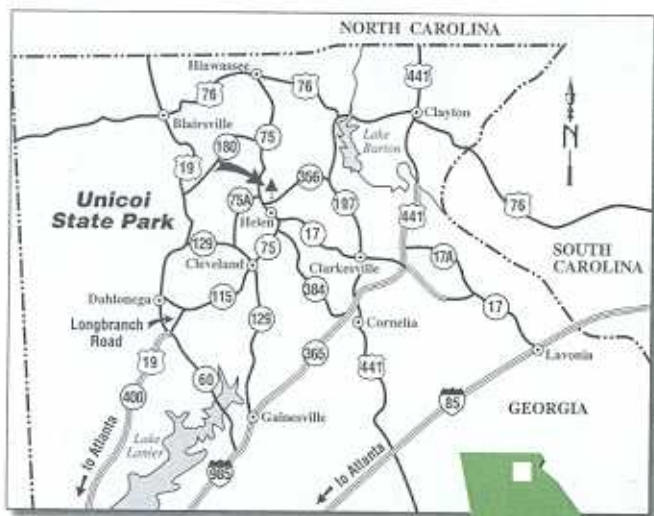 NORTH CAROLINA
Hiawassee
441
76
76
Clayton
Blairsville
180
75
Lake
Burton
N
19
356
Unicoi
State Park
75A
197
Helen
441
76
129
75
17
SOUTH
CAROLINA
Cleveland
Clarkesville
17A
Dahlonega
115
384
17
Longbranch
Road
129
Cornelia
19
365
Lavonia
60
441
400
85
GEORGIA
Lake
Lanier
Gainesville
to Atlanta
985
to Atlanta